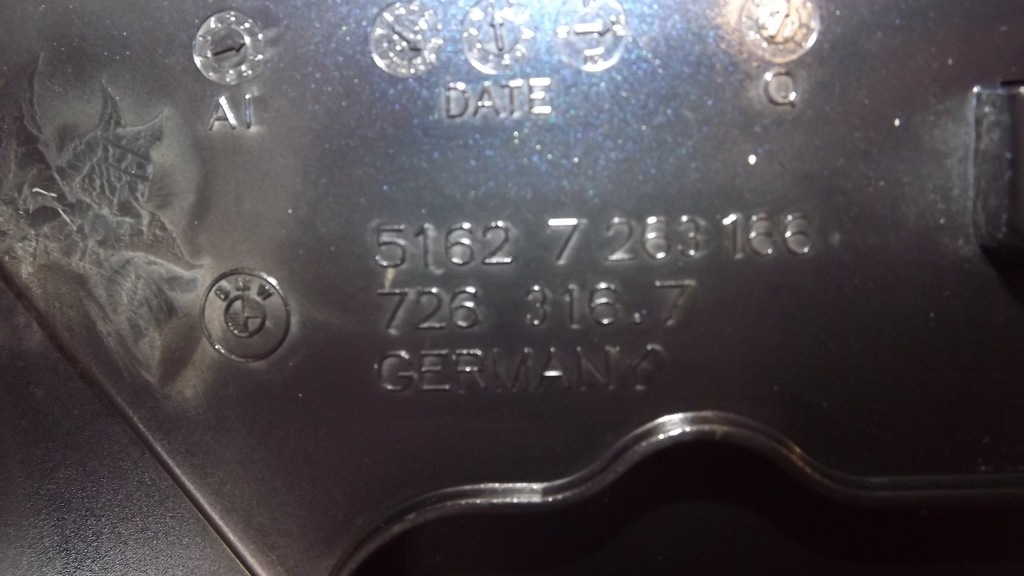 AI DATE Q
5162 7 263 166
726 316.7
BMW
GERMANY